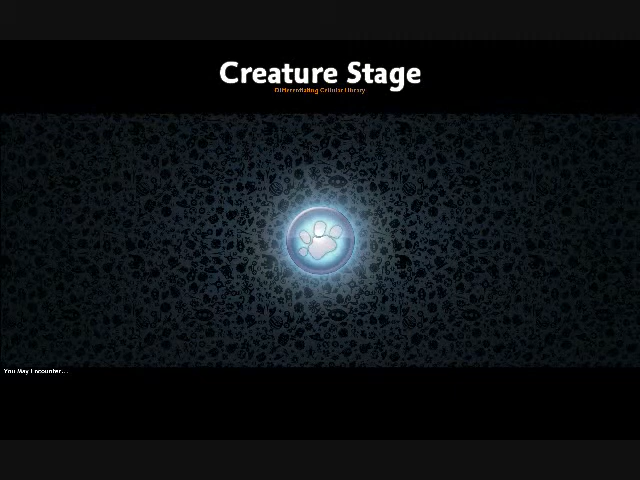 Creature Stage
Differentiating Cellular Library
You May Encounter...